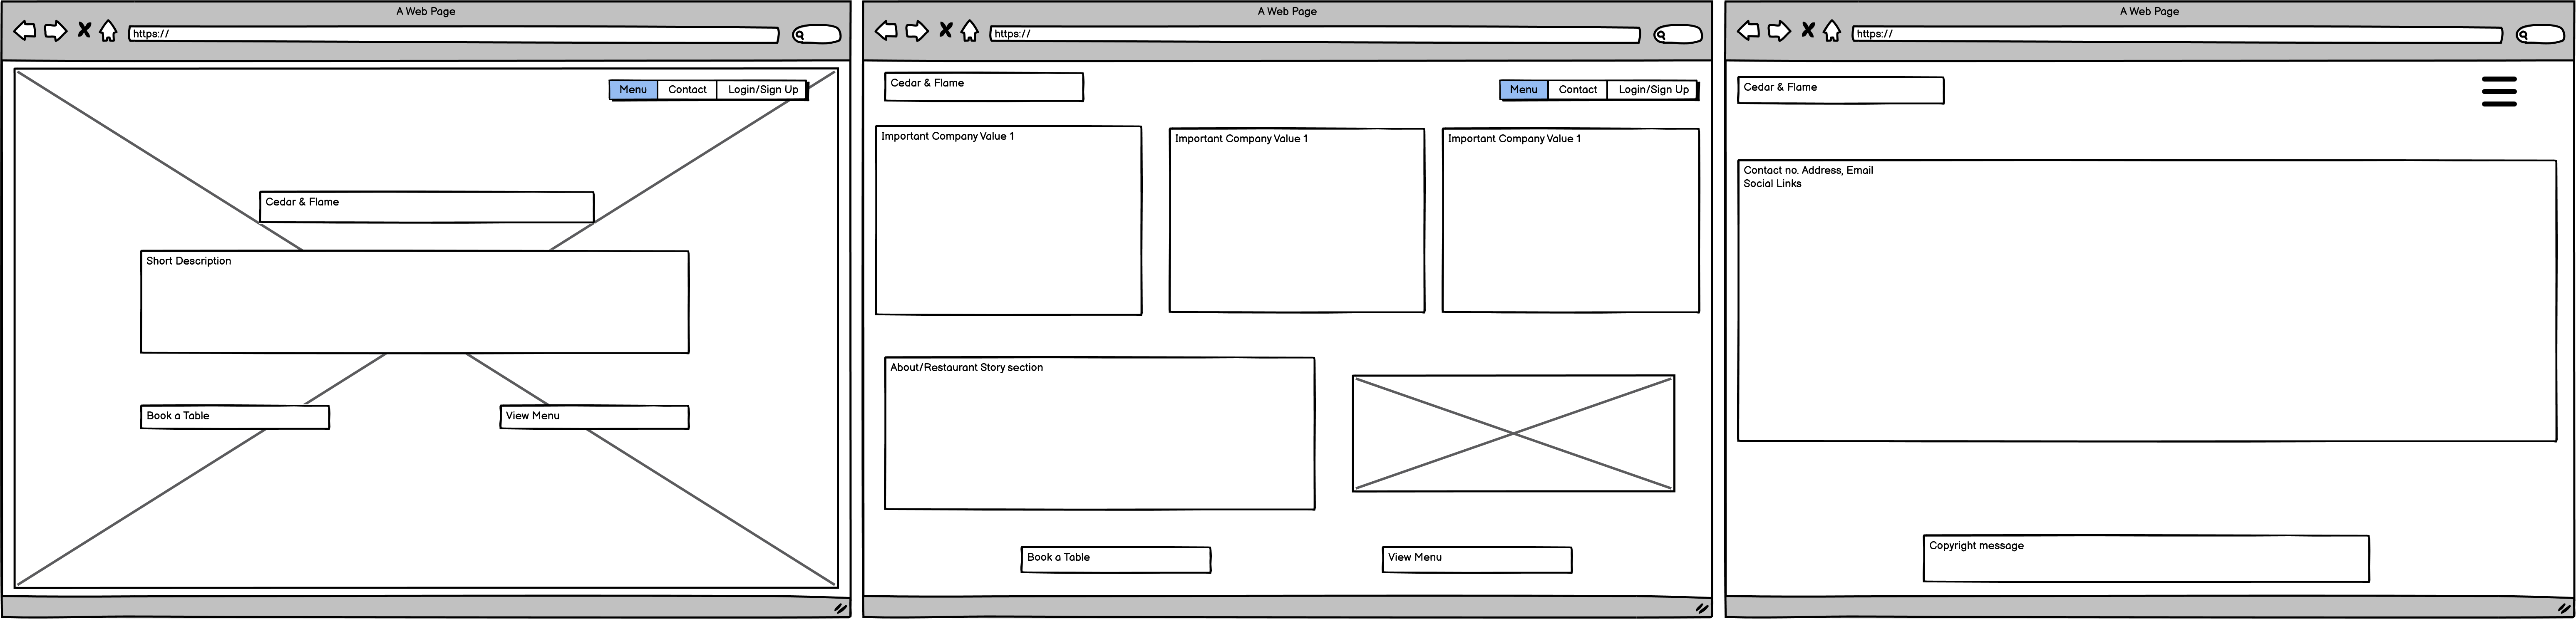 A Web Page
https://
Menu Contact Login/Sign Up
Cedar & Flame
Short Description
Book a Table View Menu
A Web Page
https://
Cedar & Flame
Menu Contact Login/Sign Up
Important Company Value 1
Important Company Value 1
Important Company Value 1
About/Restaurant Story section
Book a Table View Menu
A Web Page
https://
Cedar & Flame
Contact no. Address, Email
Social Links
Copyright message